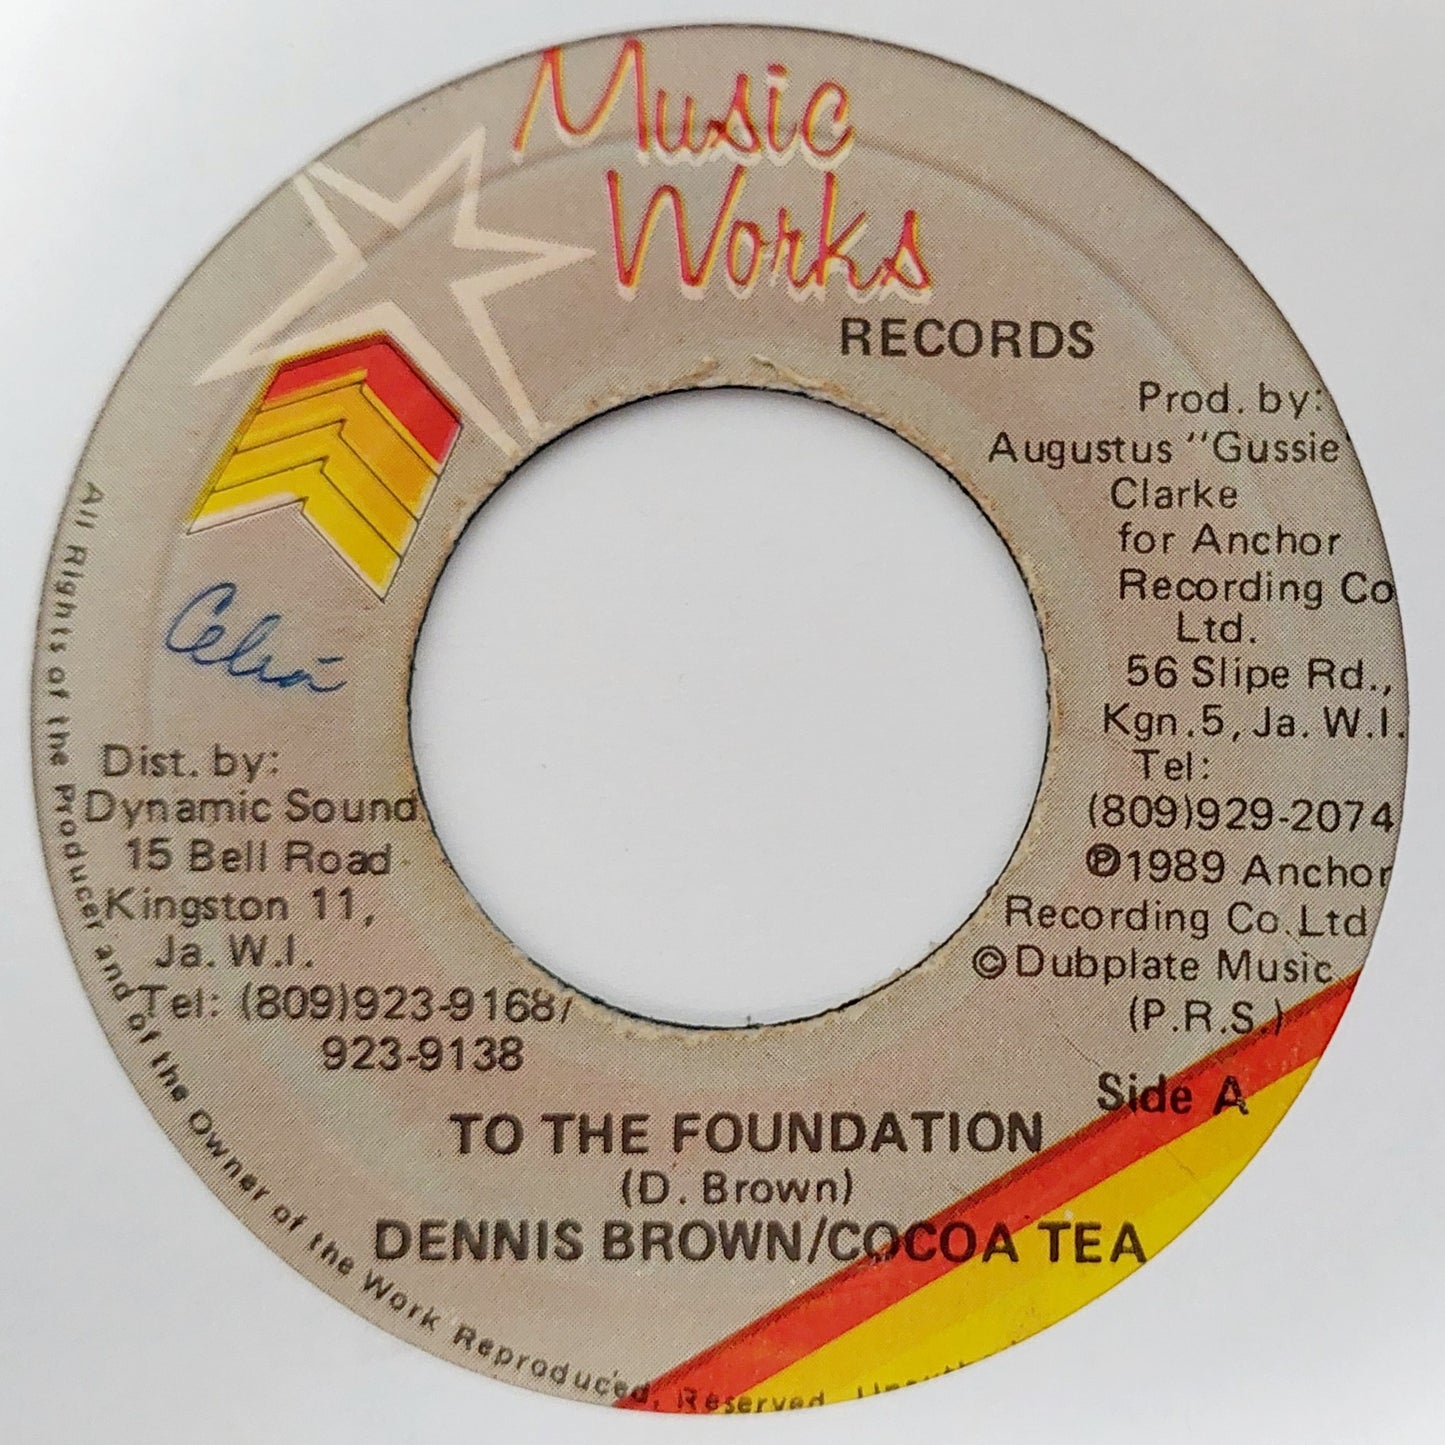 Music
Works
RECORDS
Prod. by:
Augustus "Gussie"
Clarke
for Anchor
Recording Co
Ltd.
56 Slipe Rd.,
Kgn.5, Ja. W.I.
Tel:
(809)929-2074
℗1989 Anchor
Recording Co.Ltd
©Dubplate Music
(P.R.S.)
Side A
Dist. by:
Dynamic Sound
15 Bell Road
Kingston 11,
Ja. W.I.
Tel: (809)923-9168/
923-9138
TO THE FOUNDATION
(D. Brown)
DENNIS BROWN/COCOA TEA
All Rights of the Producer and of the Owner of the Work Reproduced, Reserved,